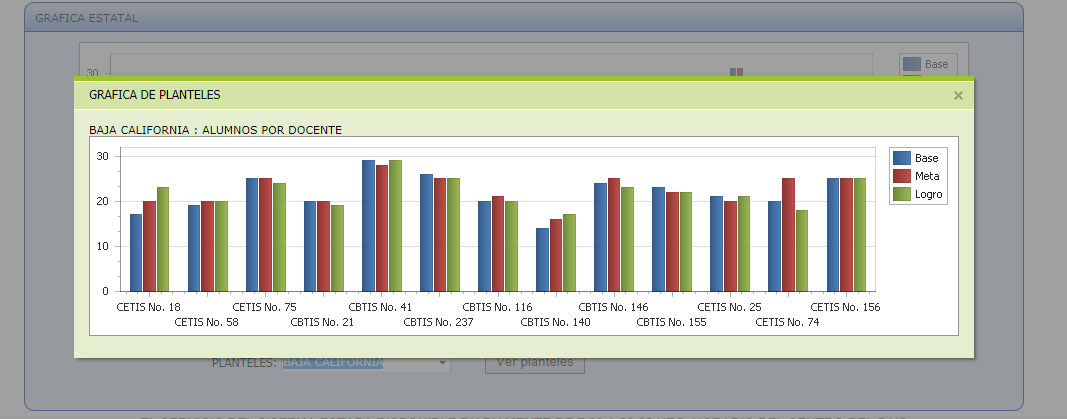 GRAFICA ESTATAL
30
Base
GRAFICA DE PLANTELES
×
BAJA CALIFORNIA : ALUMNOS POR DOCENTE
30
20
10
0
Base
Meta
Logro
CETIS No. 18
CETIS No. 58
CETIS No. 75
CBTIS No. 21
CBTIS No. 41
CBTIS No. 237
CBTIS No. 116
CBTIS No. 140
CBTIS No. 146
CBTIS No. 155
CETIS No. 25
CETIS No. 74
CETIS No. 156
PLANTELES: BAJA CALIFORNIA Ver planteles